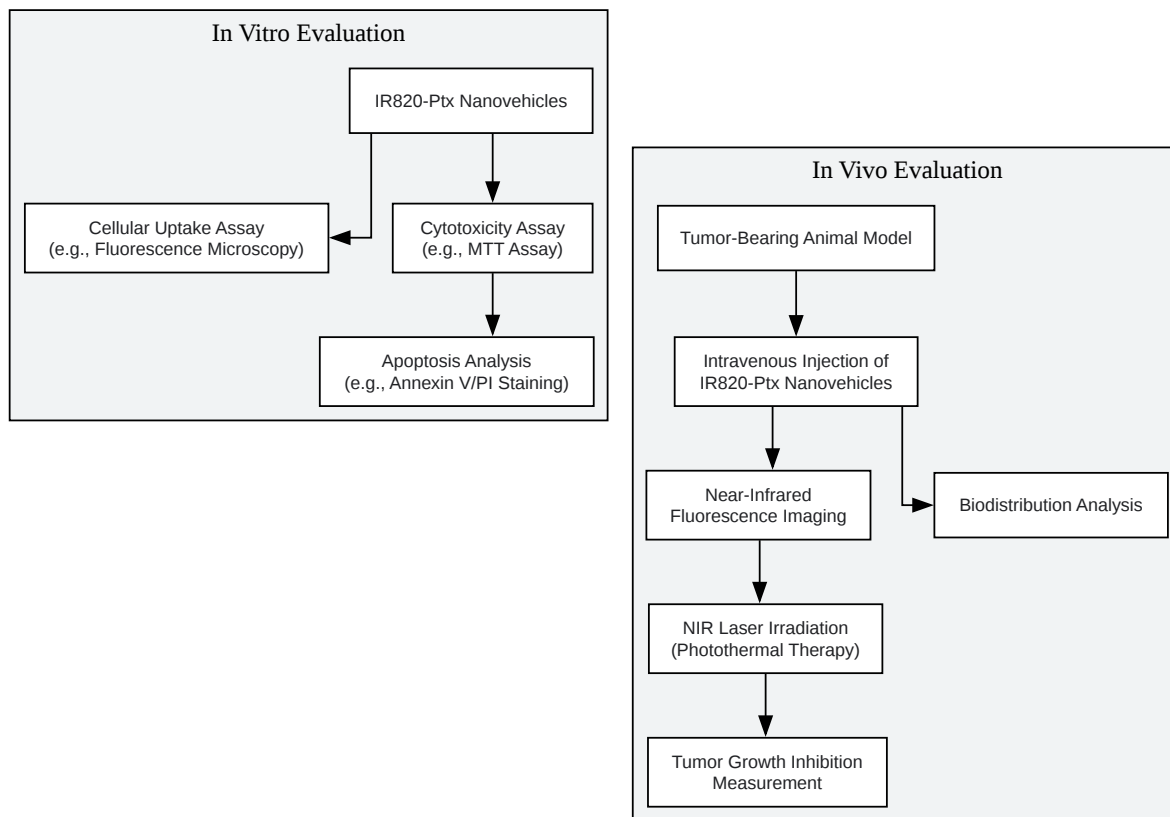 In Vitro Evaluation
IR820-Ptx Nanovehicles
Cellular Uptake Assay
(e.g., Fluorescence Microscopy)
Cytotoxicity Assay
(e.g., MTT Assay)
Apoptosis Analysis
(e.g., Annexin V/PI Staining)
In Vivo Evaluation
Tumor-Bearing Animal Model
Intravenous Injection of
IR820-Ptx Nanovehicles
Near-Infrared
Fluorescence Imaging
Biodistribution Analysis
NIR Laser Irradiation
(Photothermal Therapy)
Tumor Growth Inhibition
Measurement